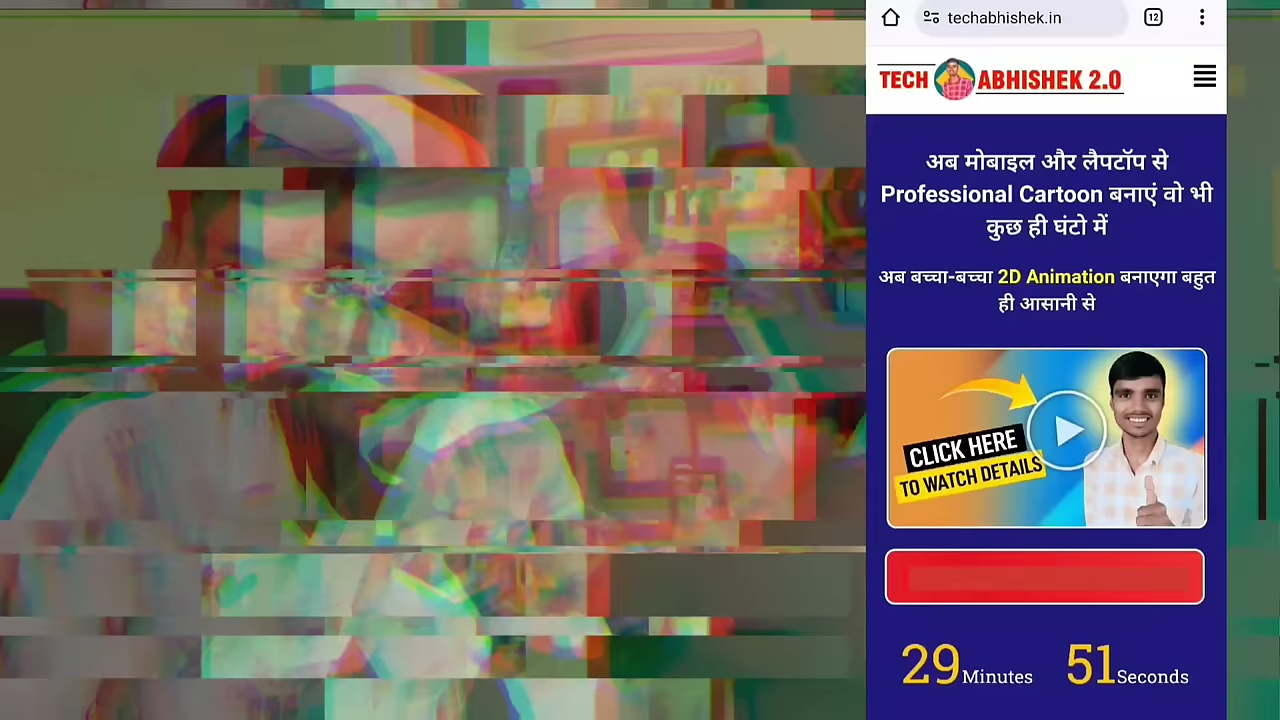 techabhishek.in
12
TECH ABHISHEK 2.0
अब मोबाइल और लैपटॉप से
Professional Cartoon बनाएं वो भी
कुछ ही घंटो में
अब बच्चा-बच्चा 2D Animation बनाएगा बहुत
ही आसानी से
CLICK HERE
TO WATCH DETAILS
29 Minutes 51 Seconds